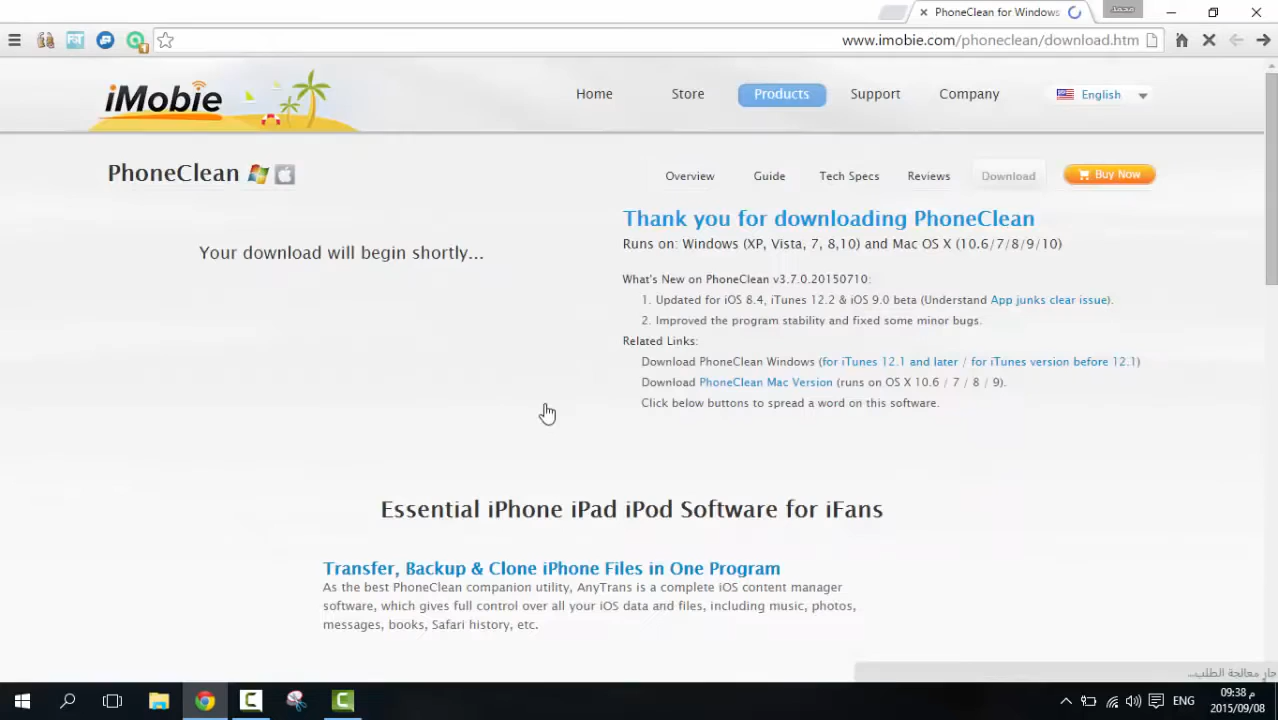 PhoneClean for Windows
محمد
www.imobie.com/phoneclean/download.htm
iMobie
Home
Store
Products
Support
Company
English
PhoneClean
Overview
Guide
Tech Specs
Reviews
Download
Buy Now
Your download will begin shortly...
Thank you for downloading PhoneClean
Runs on: Windows (XP, Vista, 7, 8,10) and Mac OS X (10.6/7/8/9/10)
What's New on PhoneClean v3.7.0.20150710:
1. Updated for iOS 8.4, iTunes 12.2 & iOS 9.0 beta (Understand App junks clear issue).
2. Improved the program stability and fixed some minor bugs.
Related Links:
Download PhoneClean Windows (for iTunes 12.1 and later / for iTunes version before 12.1)
Download PhoneClean Mac Version (runs on OS X 10.6 / 7 / 8 / 9).
Click below buttons to spread a word on this software.
Essential iPhone iPad iPod Software for iFans
Transfer, Backup & Clone iPhone Files in One Program
As the best PhoneClean companion utility, AnyTrans is a complete iOS content manager
software, which gives full control over all your iOS data and files, including music, photos,
messages, books, Safari history, etc.
جار معالجة الطلب...
ENG
09:38 م
2015/09/08